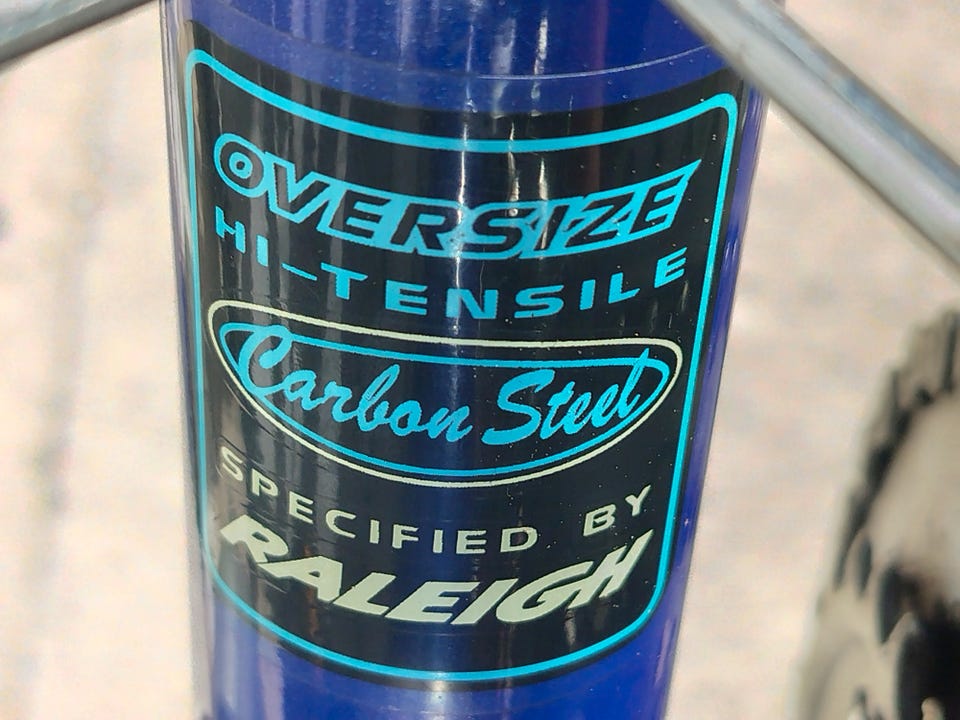 OVERSIZE
HI-TENSILE
Carbon Steel
SPECIFIED BY
RALEIGH